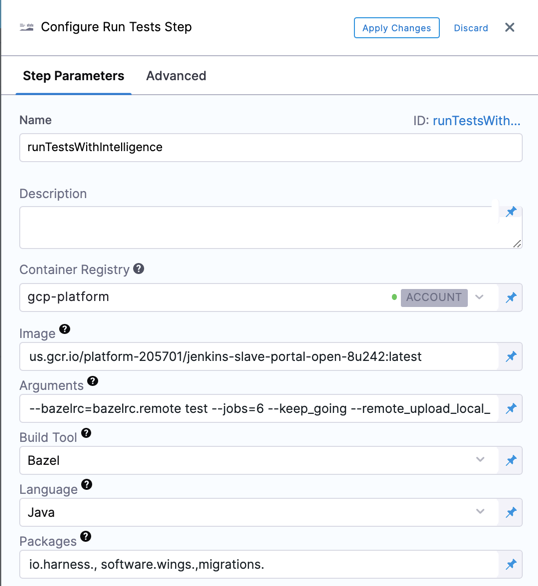 Configure Run Tests Step
Apply Changes
Discard
Step Parameters
Advanced
Name
ID: runTestsWith...
runTestsWithIntelligence
Description
Container Registry
gcp-platform
ACCOUNT
Image
us.gcr.io/platform-205701/jenkins-slave-portal-open-8u242:latest
Arguments
--bazelrc=bazelrc.remote test --jobs=6 --keep_going --remote_upload_local_
Build Tool
Bazel
Language
Java
Packages
io.harness., software.wings.,migrations.